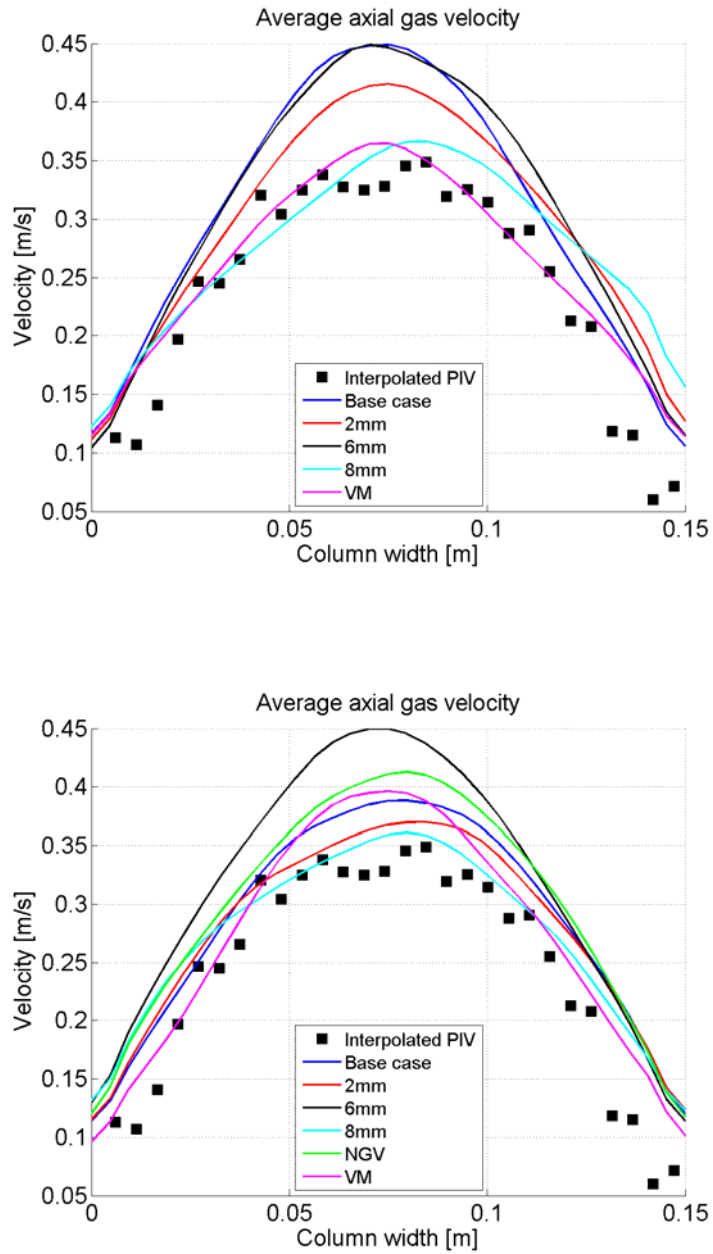 Average axial gas velocity
0.45
0.4
0.35
0.3
0.25
0.2
0.15
0.1
0.05
Velocity [m/s]
Interpolated PIV
Base case
2mm
6mm
8mm
VM
0
0.05
0.1
0.15
Column width [m]
Average axial gas velocity
0.45
0.4
0.35
0.3
0.25
0.2
0.15
0.1
0.05
Velocity [m/s]
Interpolated PIV
Base case
2mm
6mm
8mm
NGV
VM
0
0.05
0.1
0.15
Column width [m]